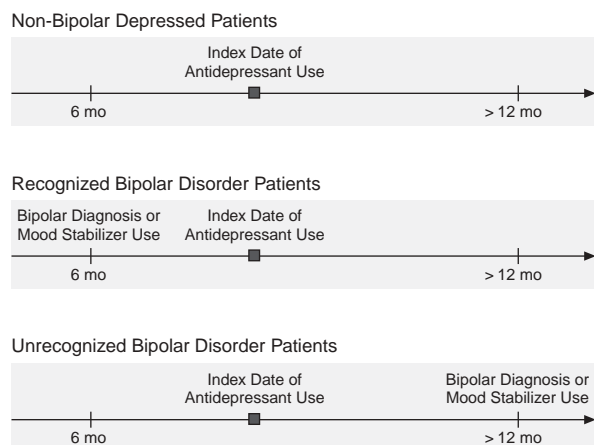 Non-Bipolar Depressed Patients
Index Date of
Antidepressant Use
6 mo
> 12 mo
Recognized Bipolar Disorder Patients
Bipolar Diagnosis or
Mood Stabilizer Use
Index Date of
Antidepressant Use
6 mo
> 12 mo
Unrecognized Bipolar Disorder Patients
Index Date of
Antidepressant Use
Bipolar Diagnosis or
Mood Stabilizer Use
6 mo
> 12 mo